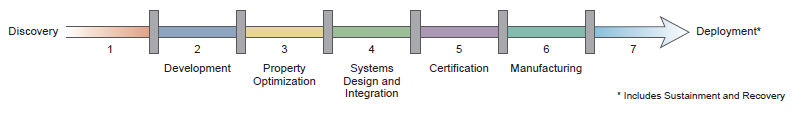 Discovery
Deployment*
1 2 3 4 5 6 7
Development
Property
Optimization
Systems
Design and
Integration
Certification
Manufacturing
* Includes Sustainment and Recovery